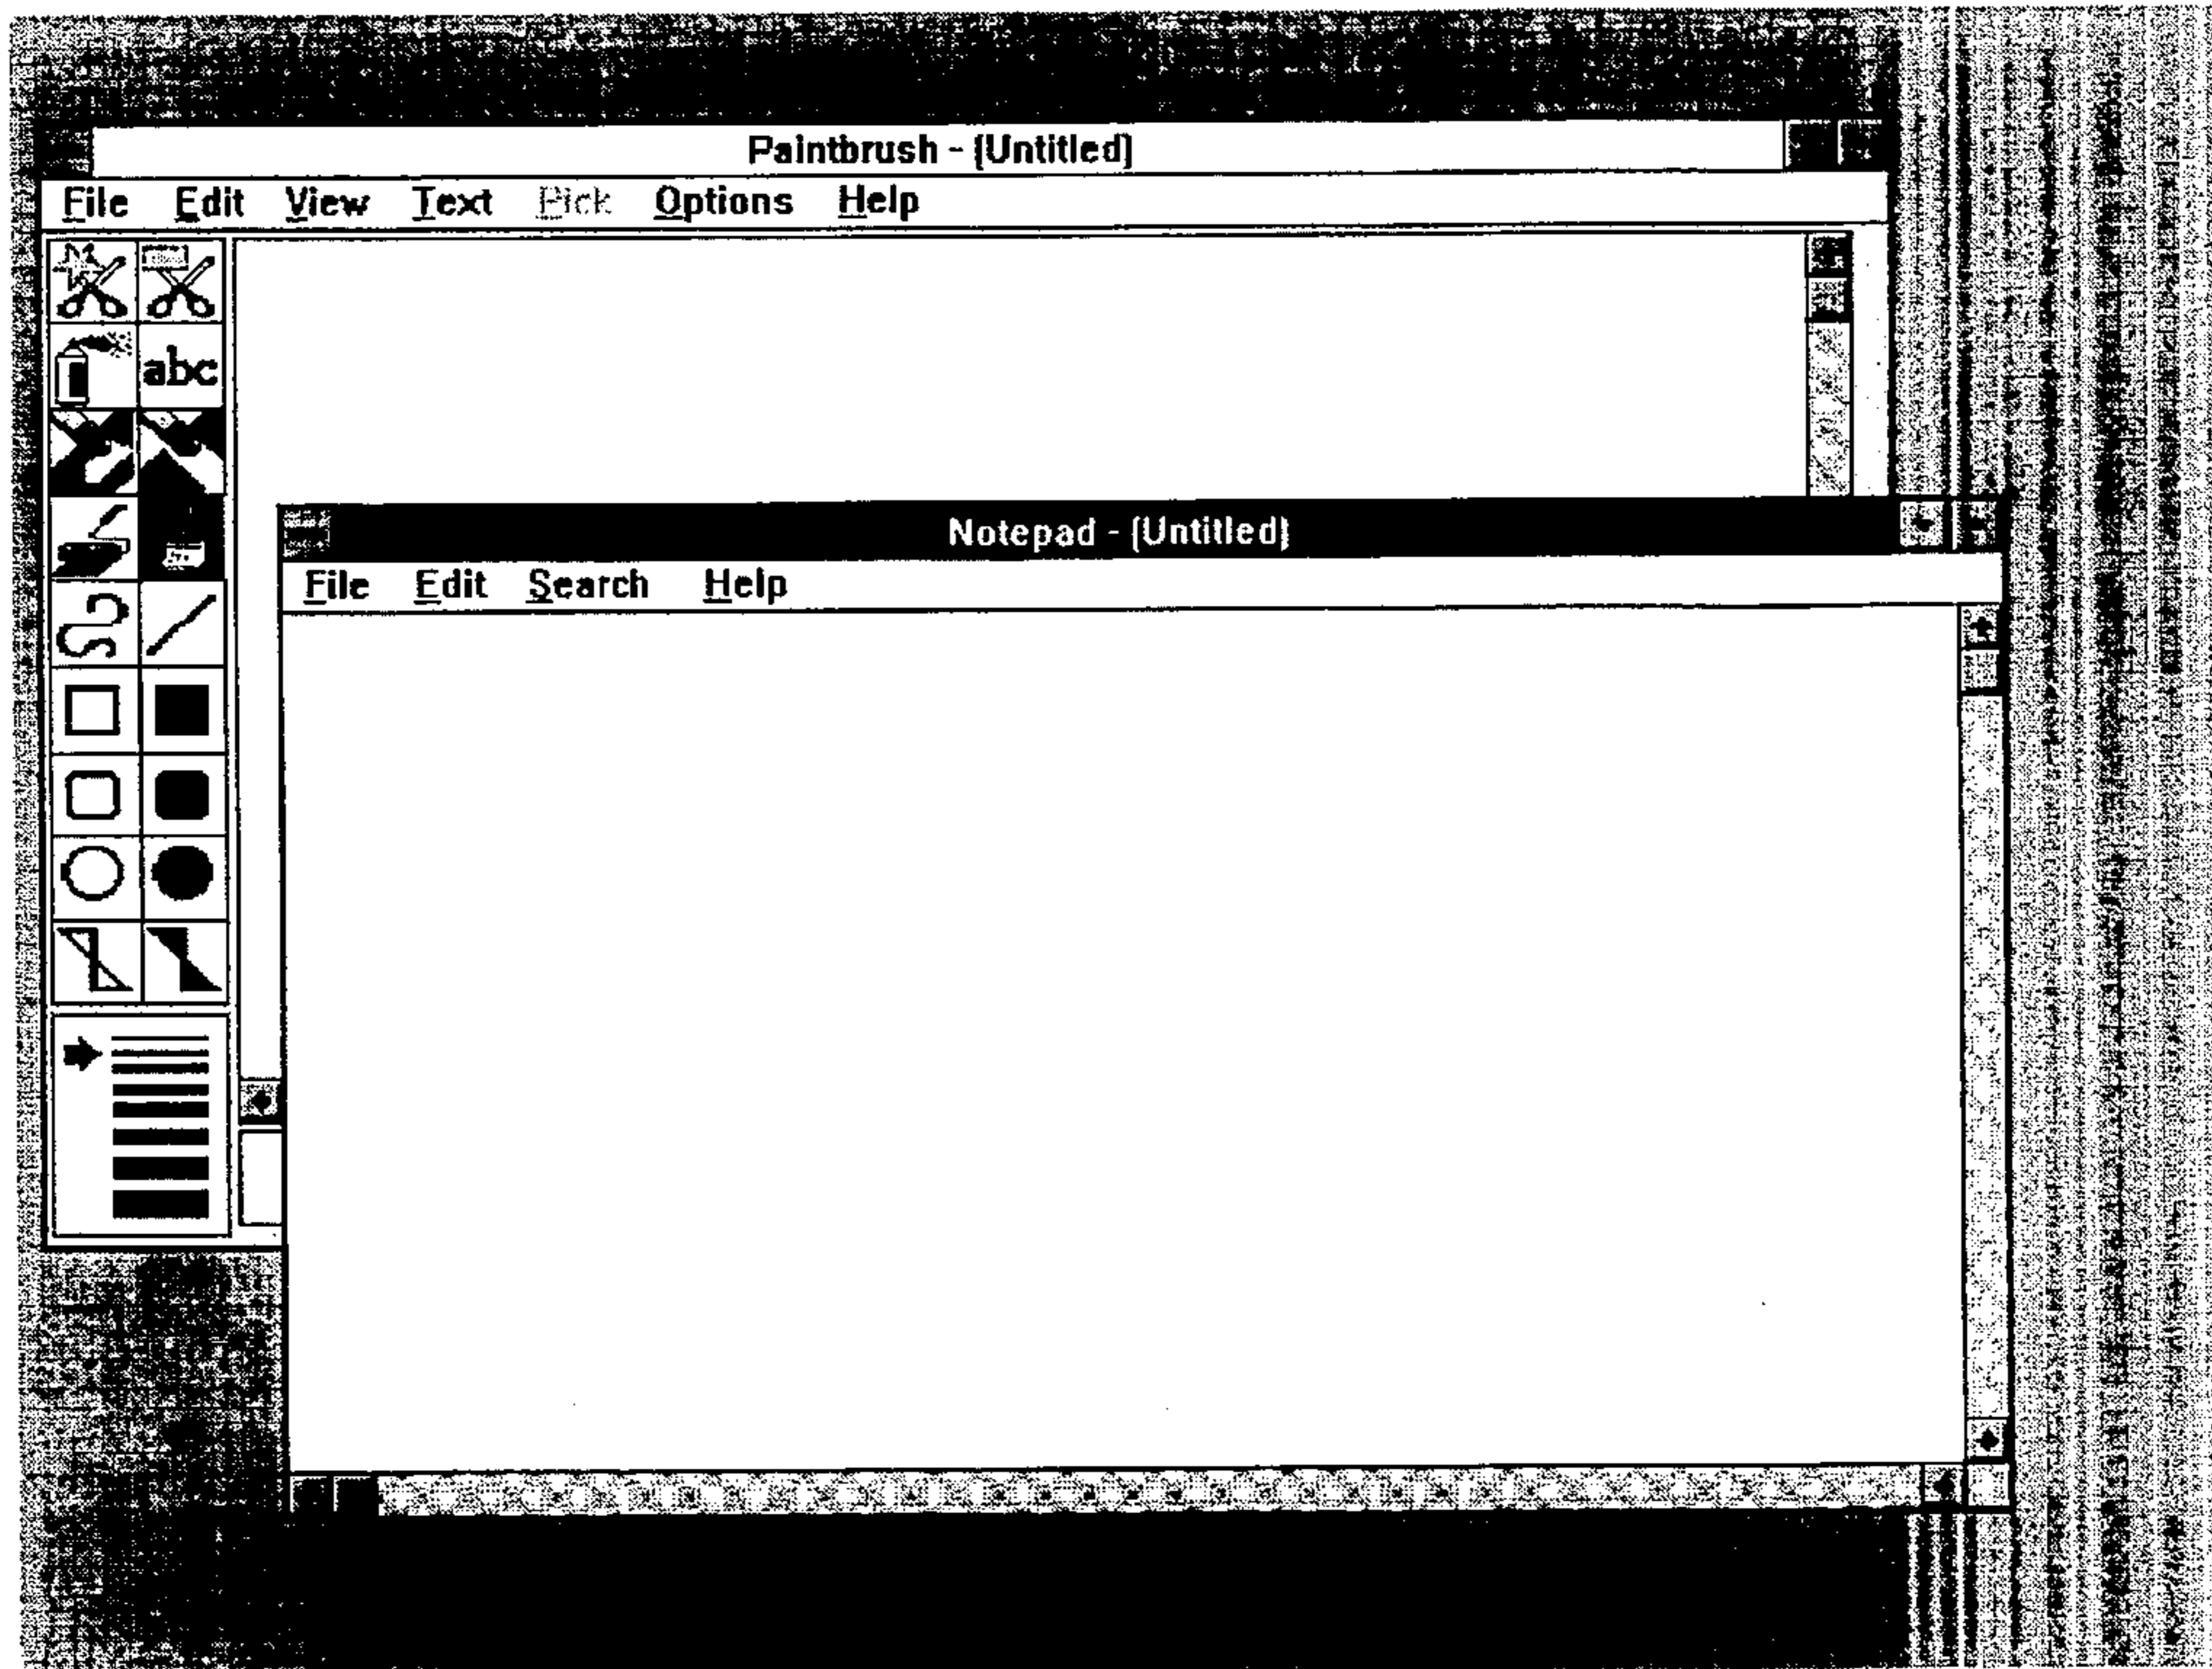 Paintbrush - (Untitled)
File Edit View Text Pick Options Help
abc
Notepad - (Untitled)
File Edit Search Help